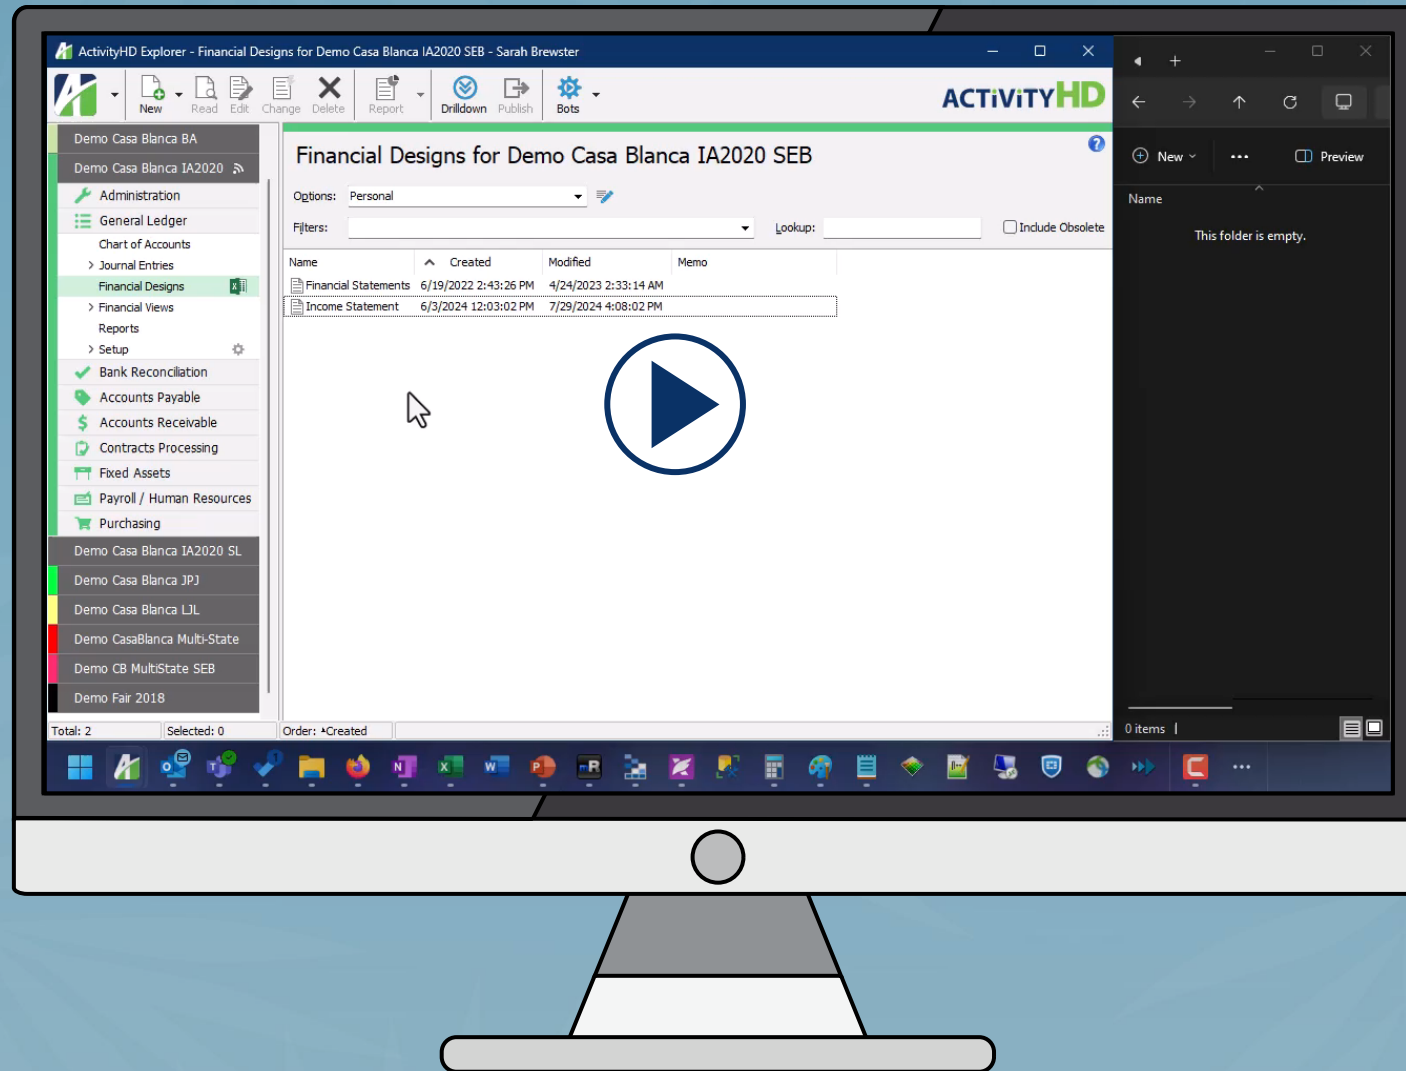 ActivityHD Explorer - Financial Designs for Demo Casa Blanca IA2020 SEB - Sarah Brewster
New Read Edit Change Delete Report Drilldown Publish Bots
ACTiViTYHD
Demo Casa Blanca BA
Demo Casa Blanca IA2020
Administration
General Ledger
Chart of Accounts
> Journal Entries
Financial Designs
> Financial Views
Reports
> Setup
Bank Reconciliation
Accounts Payable
Accounts Receivable
Contracts Processing
Fixed Assets
Payroll / Human Resources
Purchasing
Demo Casa Blanca IA2020 SL
Demo Casa Blanca JPJ
Demo Casa Blanca LJL
Demo CasaBlanca Multi-State
Demo CB MultiState SEB
Demo Fair 2018
Financial Designs for Demo Casa Blanca IA2020 SEB
Options: Personal
Filters: Lookup: Include Obsolete
Name Created Modified Memo
Financial Statements 6/19/2022 2:43:26 PM 4/24/2023 2:33:14 AM
Income Statement 6/3/2024 12:03:02 PM 7/29/2024 4:08:02 PM
Total: 2 Selected: 0 Order: ▲Created
New ... Preview
Name
This folder is empty.
0 items